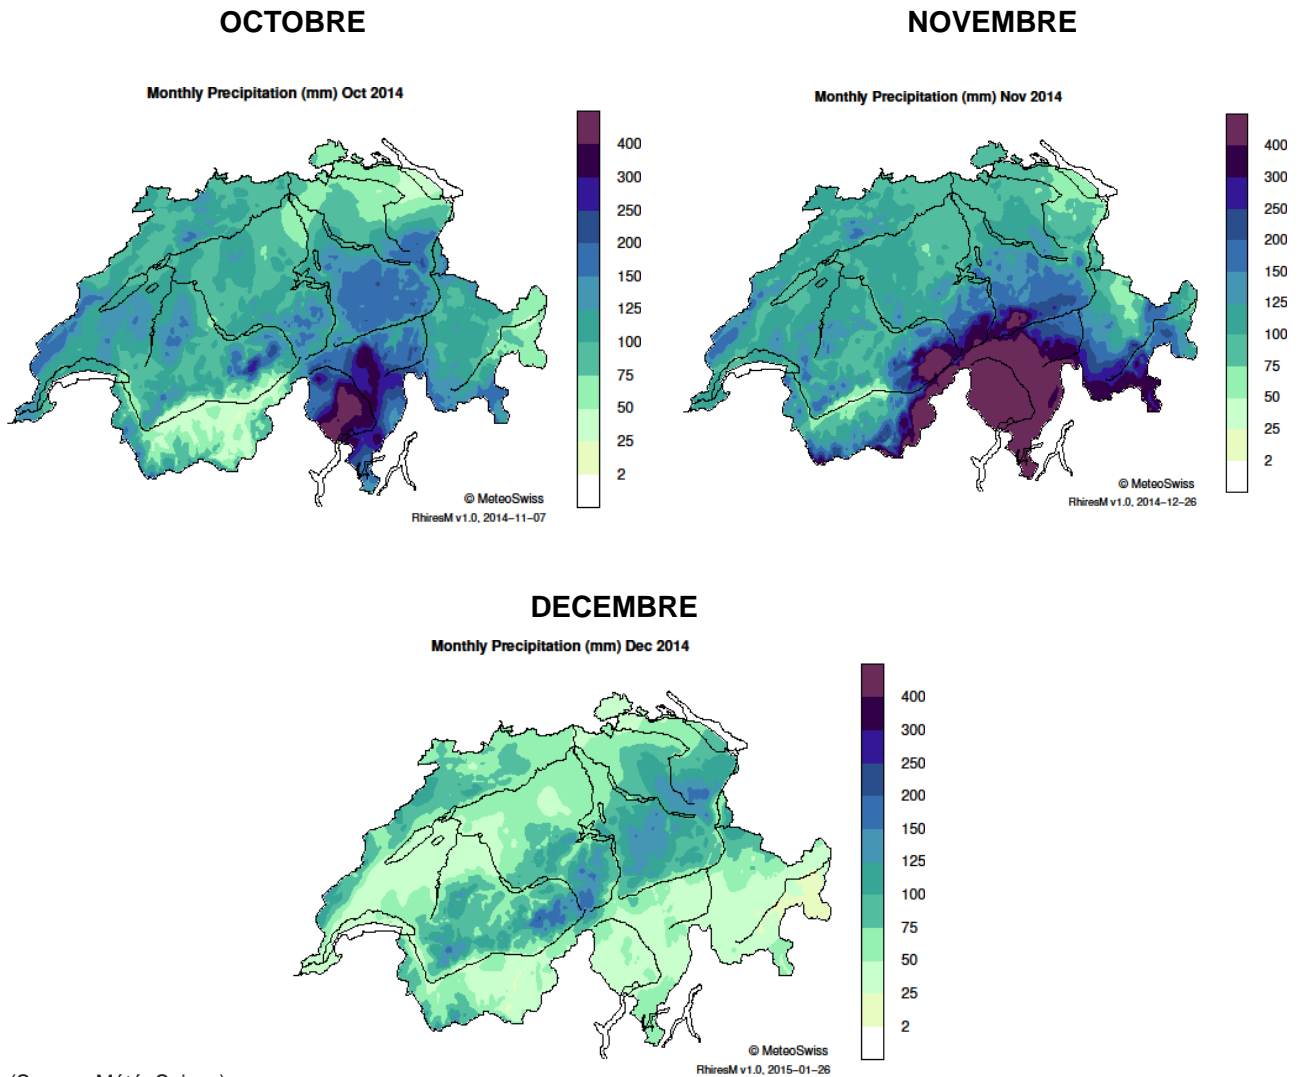 OCTOBRE
NOVEMBRE
Monthly Precipitation (mm) Oct 2014
400
300
250
200
150
125
100
75
50
25
2
© MeteoSwiss
RhiresM v1.0, 2014-11-07
Monthly Precipitation (mm) Nov 2014
400
300
250
200
150
125
100
75
50
25
2
© MeteoSwiss
RhiresM v1.0, 2014-12-26
DECEMBRE
Monthly Precipitation (mm) Dec 2014
400
300
250
200
150
125
100
75
50
25
2
© MeteoSwiss
RhiresM v1.0, 2015-01-26